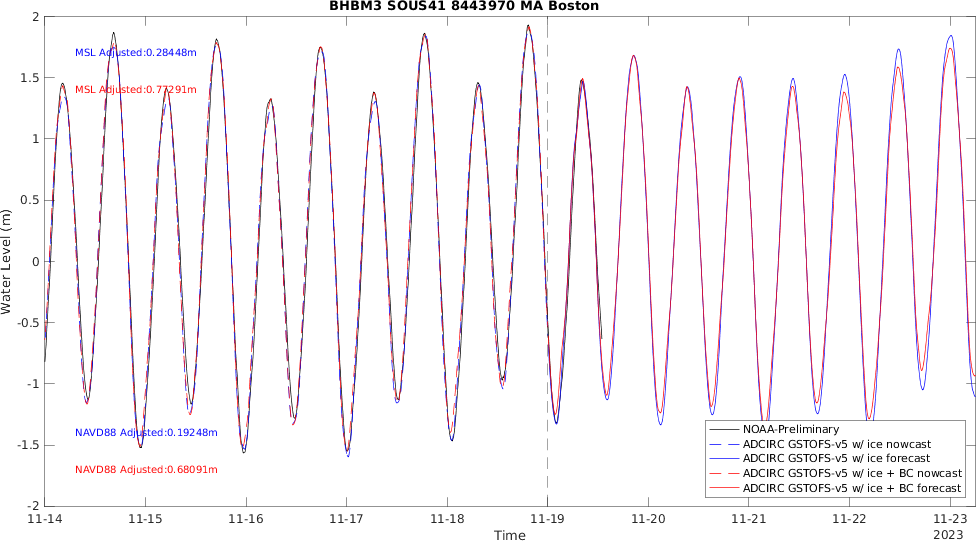 BHBM3 SOUS41 8443970 MA Boston
2
1.5
1
0.5
0
-0.5
-1
-1.5
-2
Water Level (m)
MSL Adjusted:0.28448m
MSL Adjusted:0.77291m
NAVD88 Adjusted:0.19248m
NAVD88 Adjusted:0.68091m
NOAA-Preliminary
ADCIRC GSTOFS-v5 w/ ice nowcast
ADCIRC GSTOFS-v5 w/ ice forecast
ADCIRC GSTOFS-v5 w/ ice + BC nowcast
ADCIRC GSTOFS-v5 w/ ice + BC forecast
11-14 11-15 11-16 11-17 11-18 11-19 11-20 11-21 11-22 11-23
Time
2023